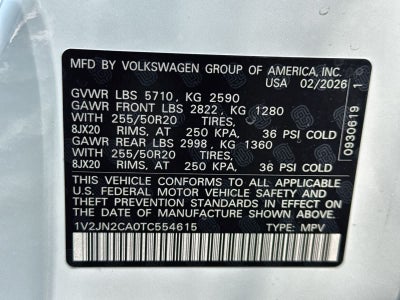 MFD BY VOLKSWAGEN GROUP OF AMERICA, INC.
USA 02/2026
GVWR LBS 5710, KG 2590
GAWR FRONT LBS 2822, KG 1280
WITH 255/50R20 TIRES,
8JX20 RIMS, AT 250 KPA, 36 PSI COLD
GAWR REAR LBS 2998, KG 1360
WITH 255/50R20 TIRES,
8JX20 RIMS, AT 250 KPA, 36 PSI COLD
THIS VEHICLE CONFORMS TO ALL APPLICABLE
U.S. FEDERAL MOTOR VEHICLE SAFETY AND
THEFT PREVENTION STANDARDS IN EFFECT ON THE
DATE OF MANUFACTURE SHOWN ABOVE.
1V2JN2CA0TC554615 TYPE: MPV
0930619 1